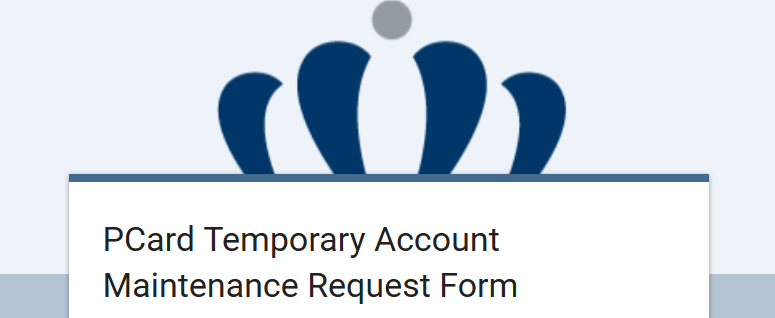 PCard Temporary Account
Maintenance Request Form